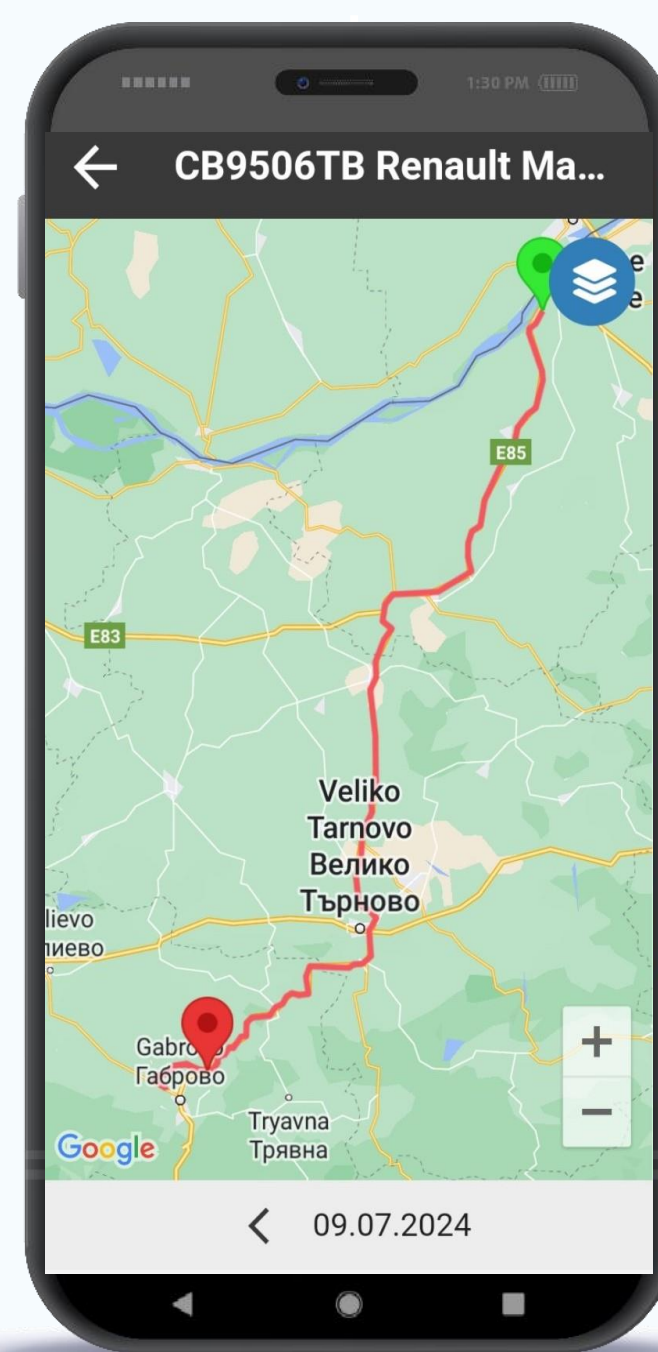 1:30 PM
CB9506TB Renault Ma...
e
e
E85
E83
Veliko
Tarnovo
Велико
Търново
lievo
лиево
Gabrovo
Габрово
Tryavna
Трявна
Google
09.07.2024